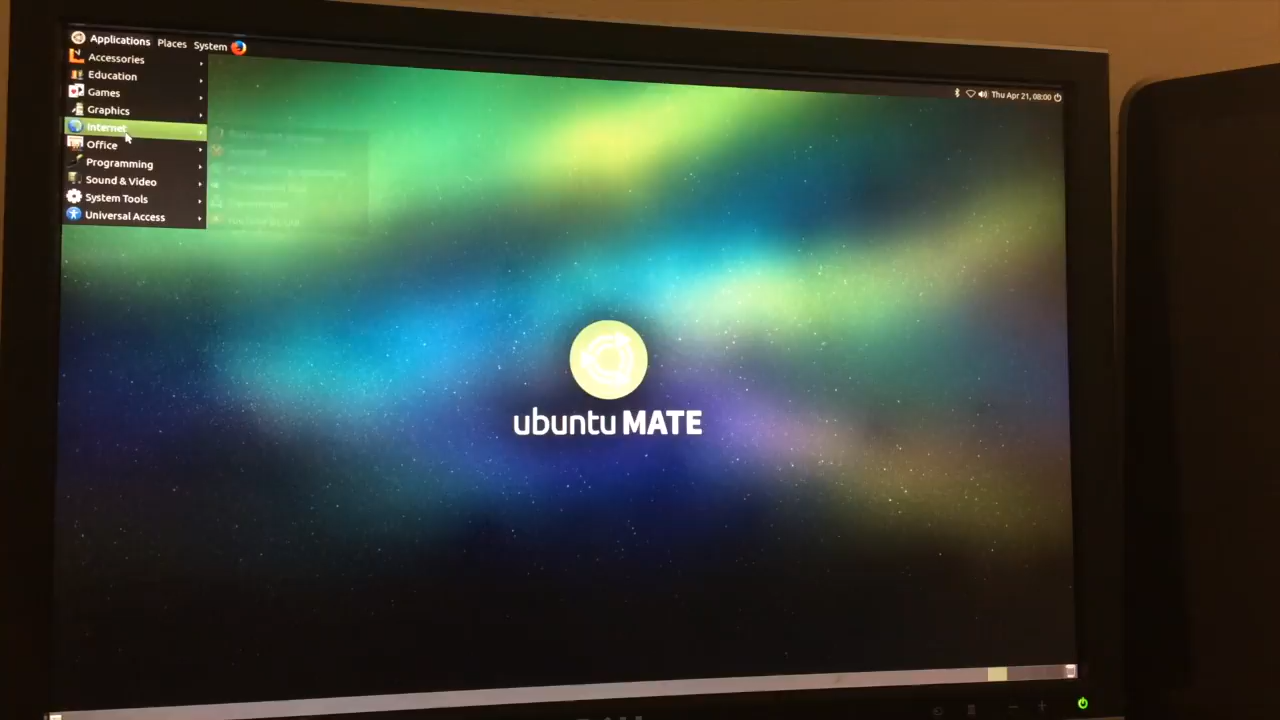 Applications Places System
Accessories
Education
Games
Graphics
Internet
Office
Programming
Sound & Video
System Tools
Universal Access
Thu Apr 21, 08:00
ubuntu MATE